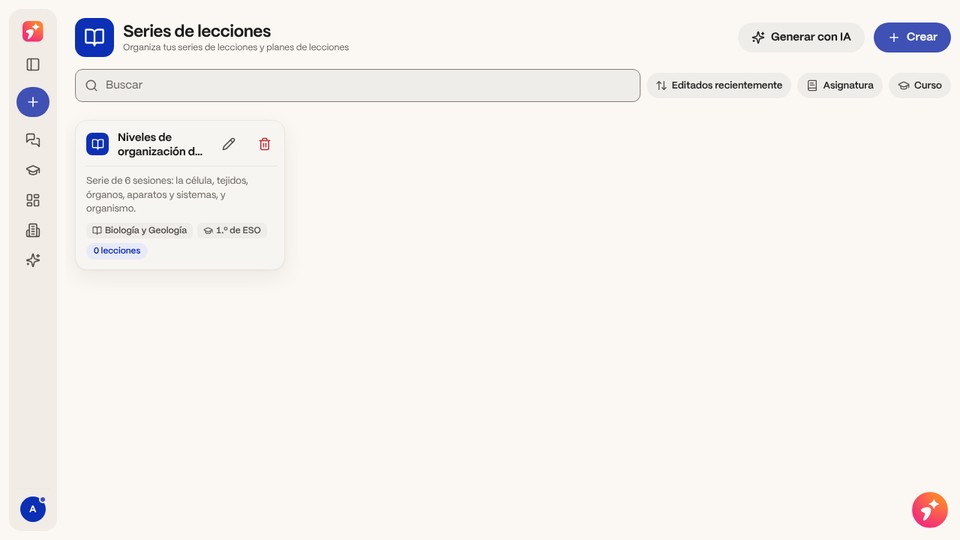 Series de lecciones
Organiza tus series de lecciones y planes de lecciones
Generar con IA
Crear
Buscar
Editados recientemente
Asignatura
Curso
Niveles de
organización d...
Serie de 6 sesiones: la célula, tejidos,
órganos, aparatos y sistemas, y
organismo.
Biología y Geología
1.º de ESO
0 lecciones
A